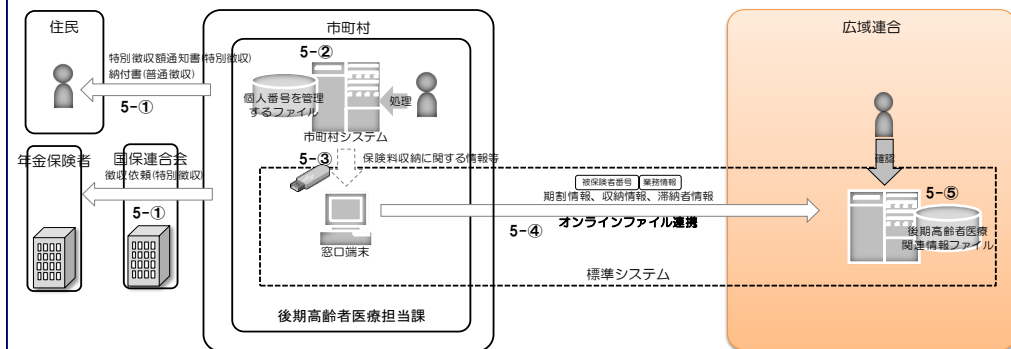 住民
特別徴収額通知書(特別徴収)
納付書(普通徴収)
5-①
年金保険者
国保連合会
徴収依頼(特別徴収)
5-①
市町村
5-②
個人番号を管理
するファイル
処理
市町村システム
5-③
保険料収納に関する情報等
窓口端末
後期高齢者医療担当課
被保険者番号
業務情報
期割情報、収納情報、滞納者情報
5-④
オンラインファイル連携
標準システム
広域連合
確認
5-⑤
後期高齢者医療
関連情報ファイル